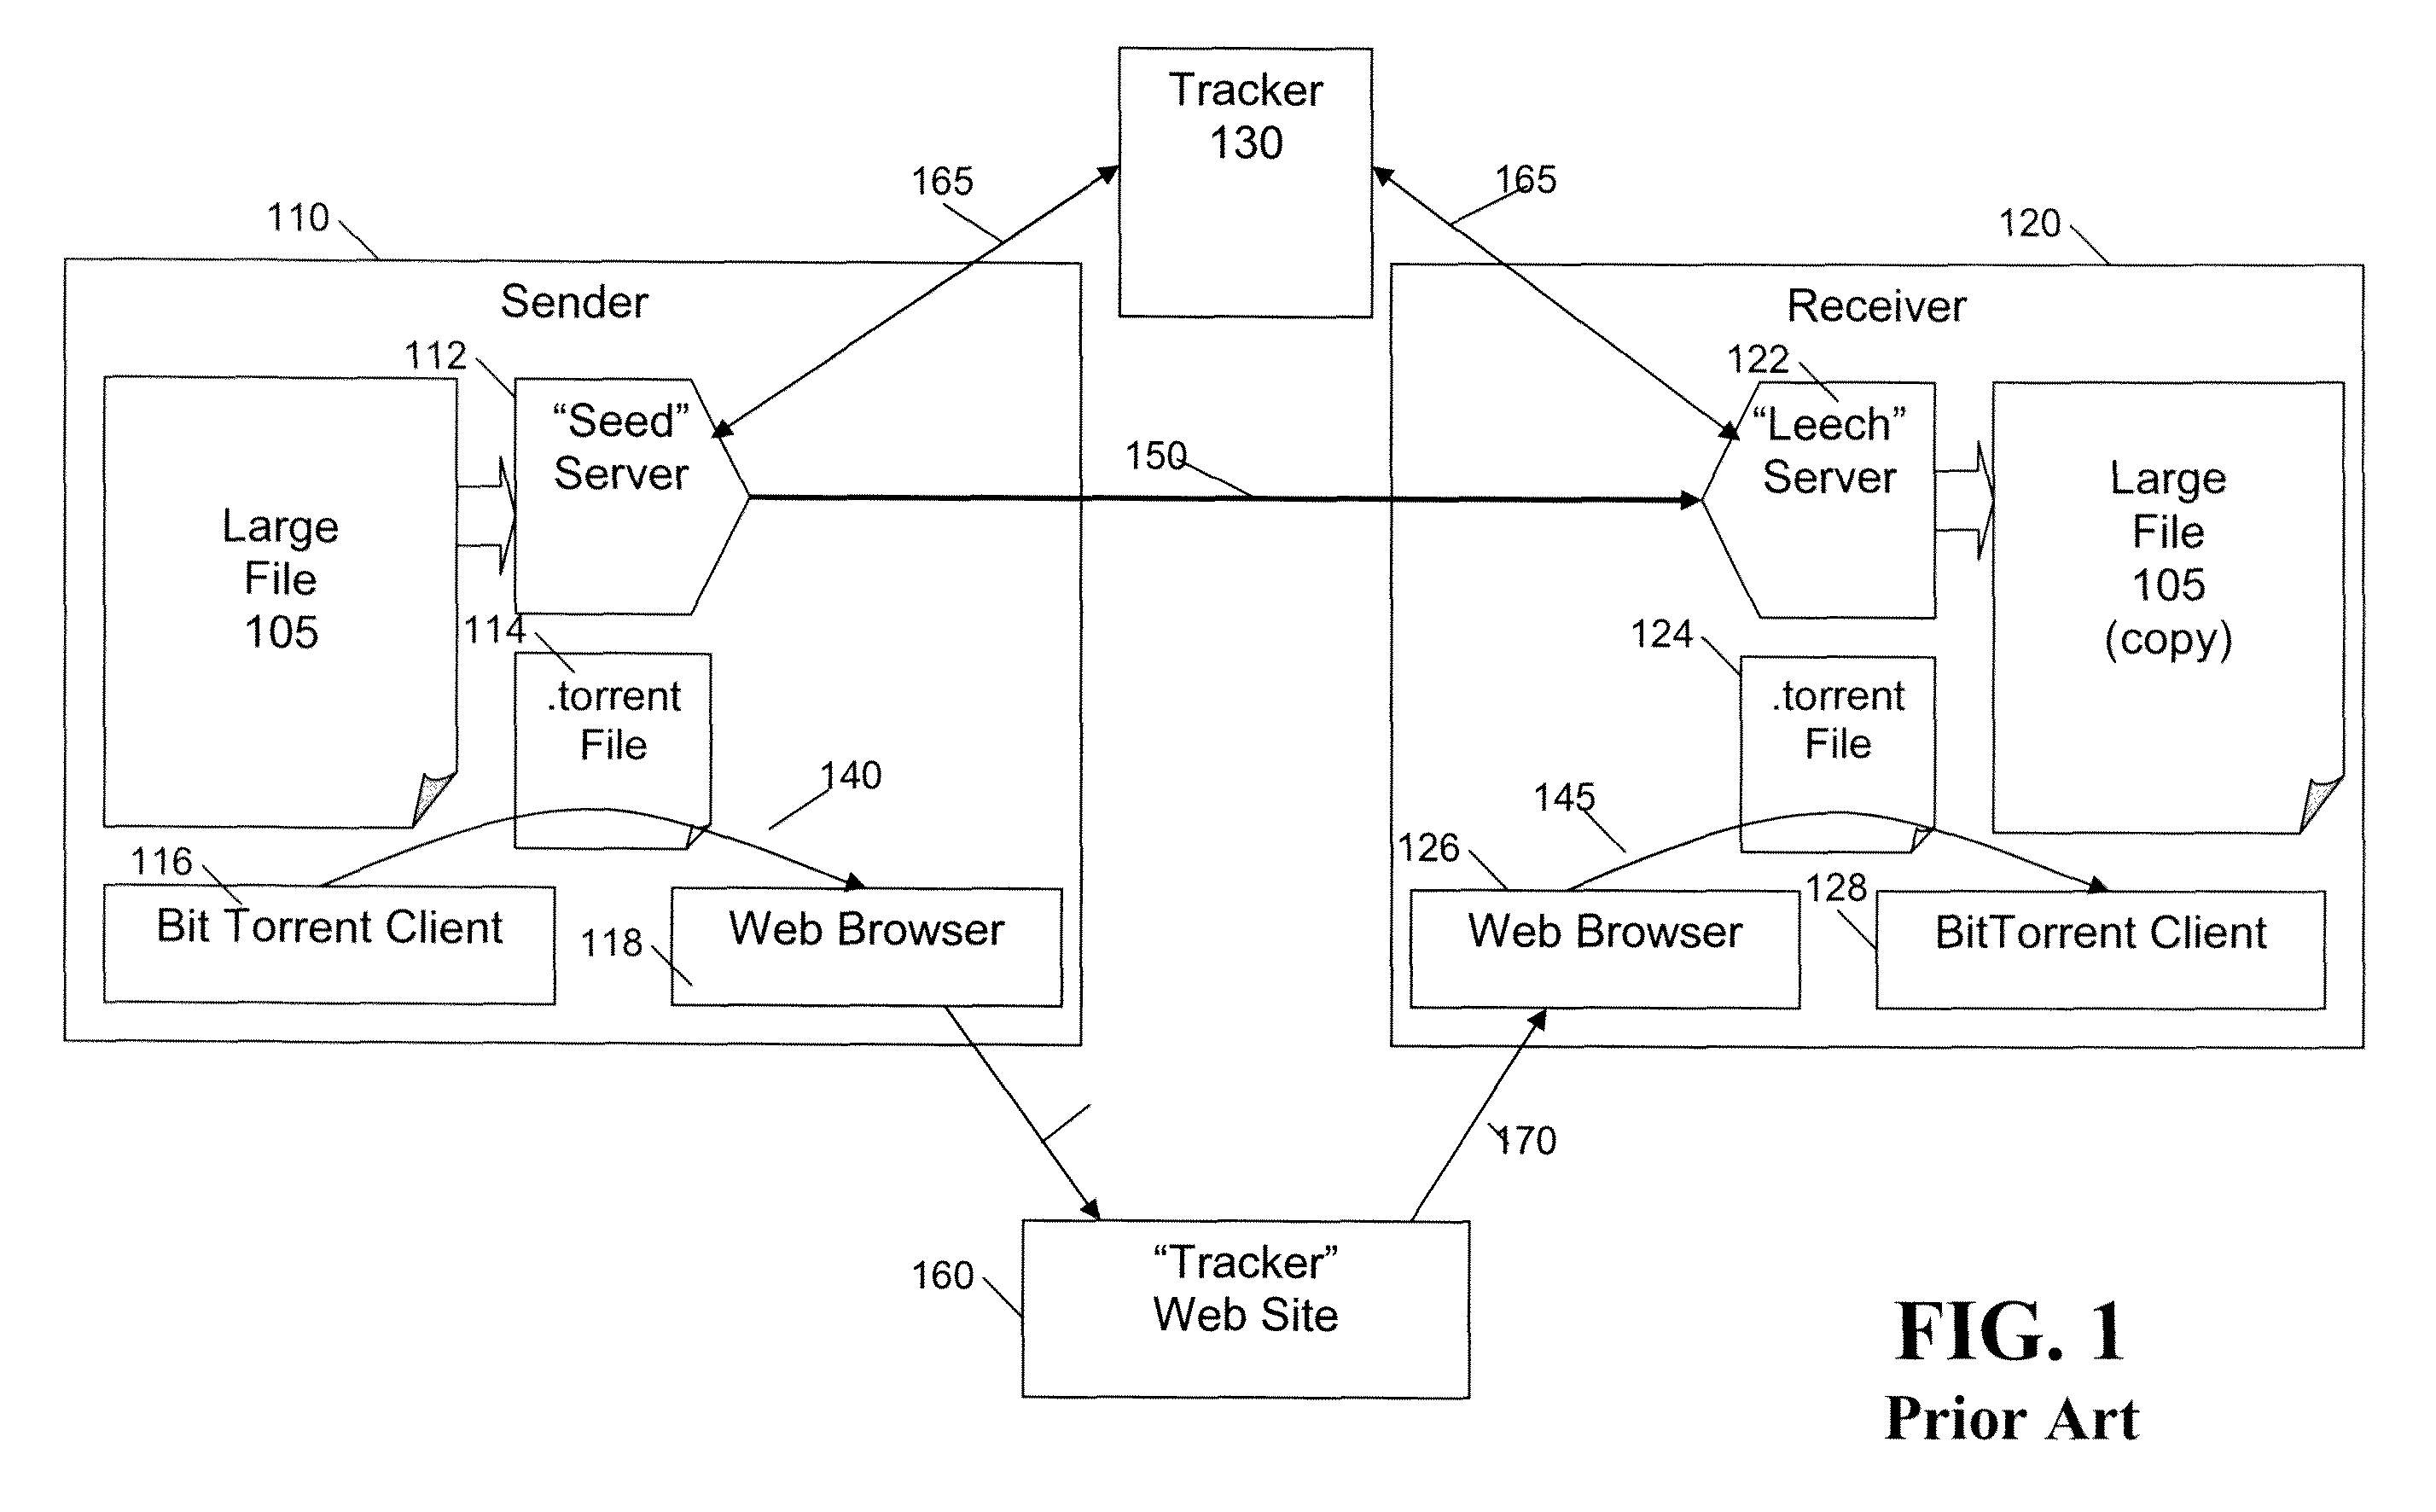 Tracker
130
165
165
110
120
Sender
Receiver
112
“Seed”
Server
122
“Leech”
Server
150
Large
File
105
Large
File
105
(copy)
114
.torrent
File
124
.torrent
File
140
145
116
Bit Torrent Client
118
Web Browser
126
Web Browser
128
BitTorrent Client
170
160
“Tracker”
Web Site
FIG. 1
Prior Art